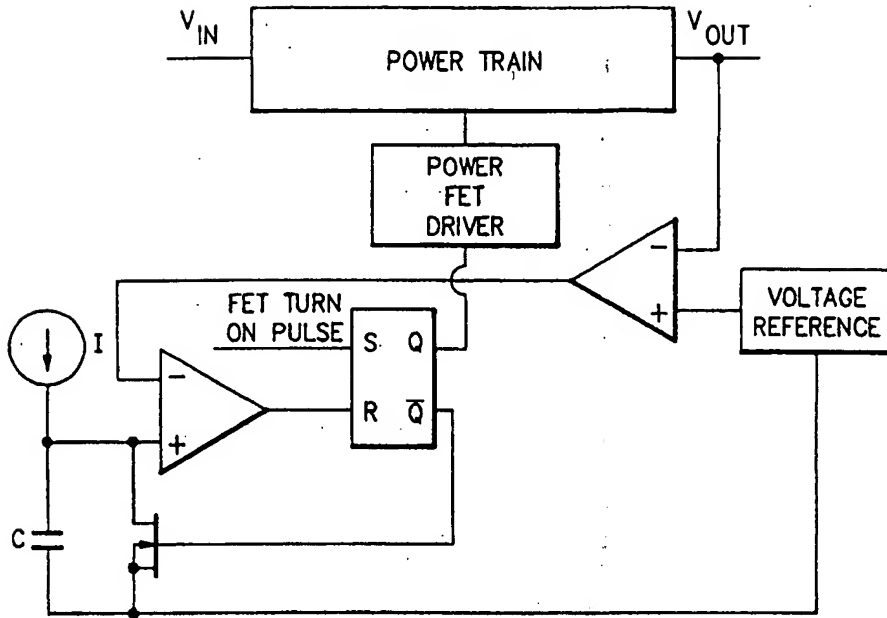 V_IN
POWER TRAIN
V_OUT
POWER
FET
DRIVER
−
+
VOLTAGE
REFERENCE
FET TURN
ON PULSE
S Q
R Q̅
I
−
+
C